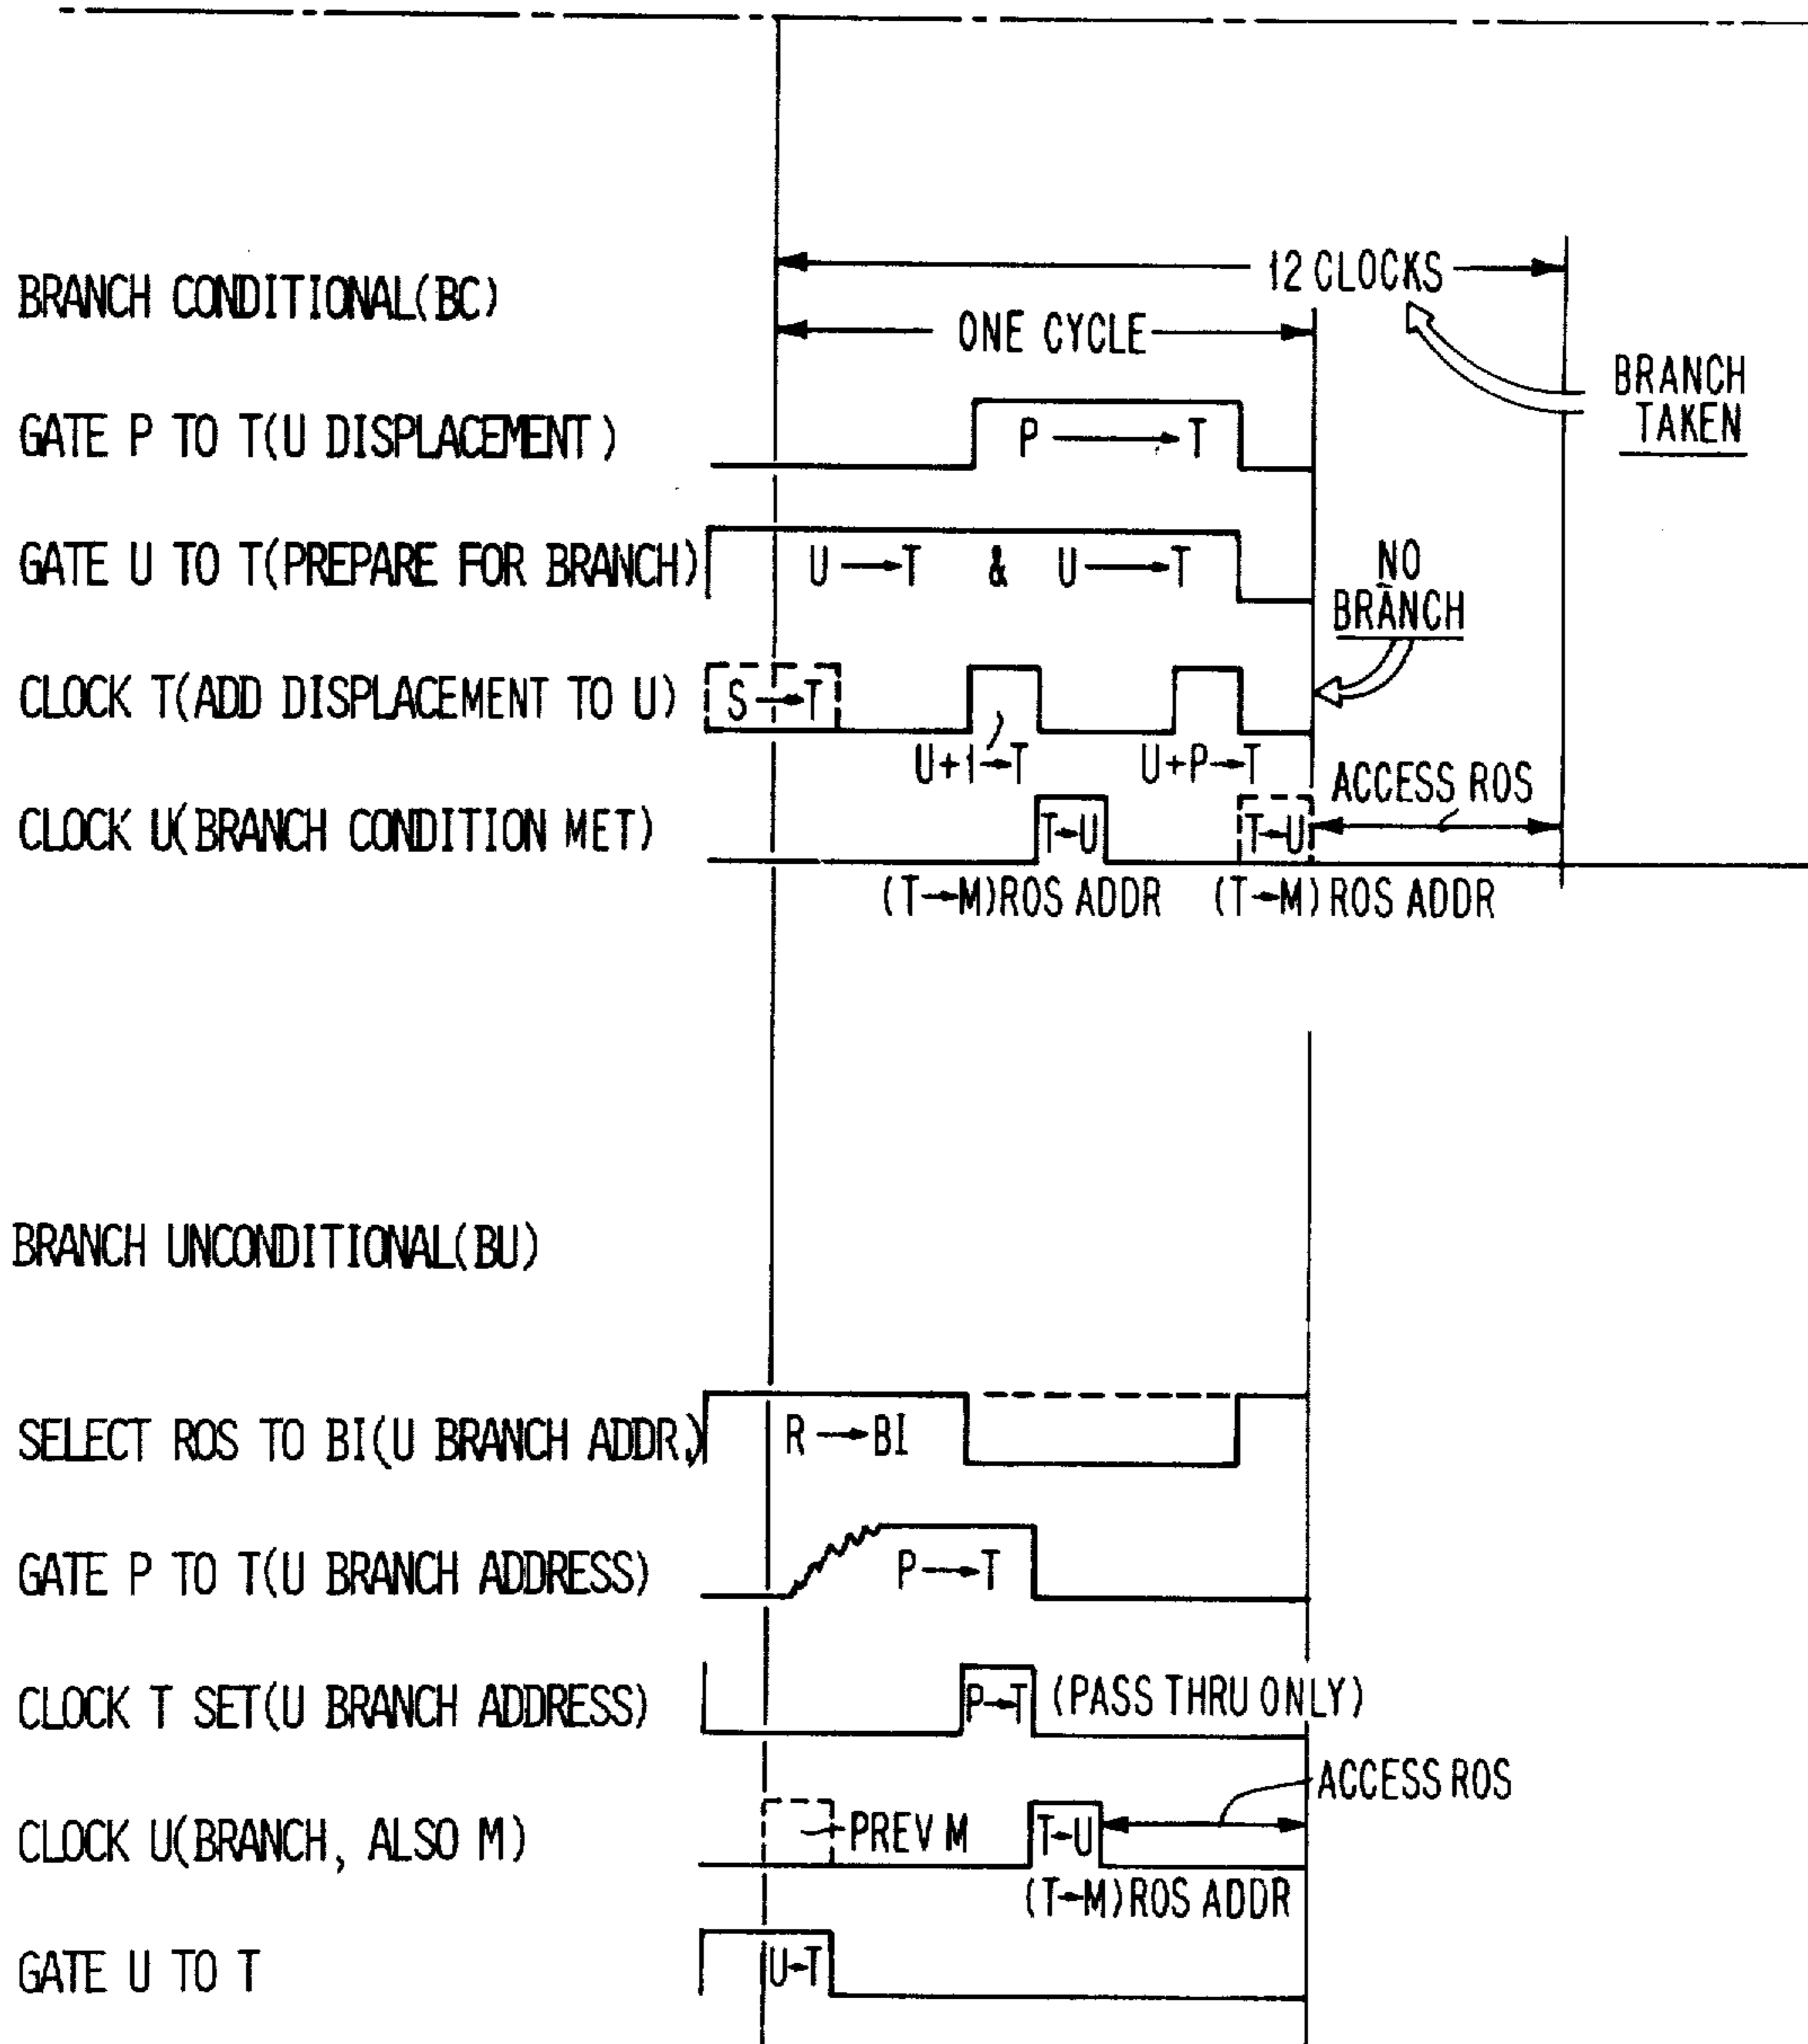 BRANCH CONDITIONAL(BC)
12 CLOCKS
ONE CYCLE
BRANCH
TAKEN
GATE P TO T(U DISPLACEMENT)
P → T
GATE U TO T(PREPARE FOR BRANCH)
U → T & U → T
NO
BRANCH
CLOCK T(ADD DISPLACEMENT TO U)
S → T
U+1→T
U+P→T
ACCESS ROS
CLOCK U(BRANCH CONDITION MET)
T→U
T→U
(T→M)ROS ADDR
(T→M)ROS ADDR
BRANCH UNCONDITIONAL(BU)
SELECT ROS TO BI(U BRANCH ADDR.)
R → BI
GATE P TO T(U BRANCH ADDRESS)
P → T
CLOCK T SET(U BRANCH ADDRESS)
P→T
(PASS THRU ONLY)
ACCESS ROS
CLOCK U(BRANCH, ALSO M)
PREV M
T→U
(T→M)ROS ADDR
GATE U TO T
U→T